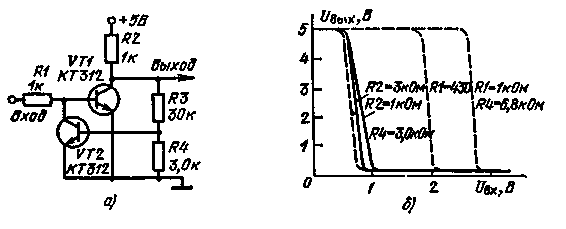 +5В
R2
1к
VT1
КТ312
Выход
R1
1к
Вход
R3
30к
VT2
КТ312
R4
3,0к
а)
Uвых, В
5
4
3
2
1
0
R2=3кОм
R2=1кОм
R4=3,0кОм
R1=430
R1=1кОм
R4=6,8кОм
1
2
Uвх, В
б)